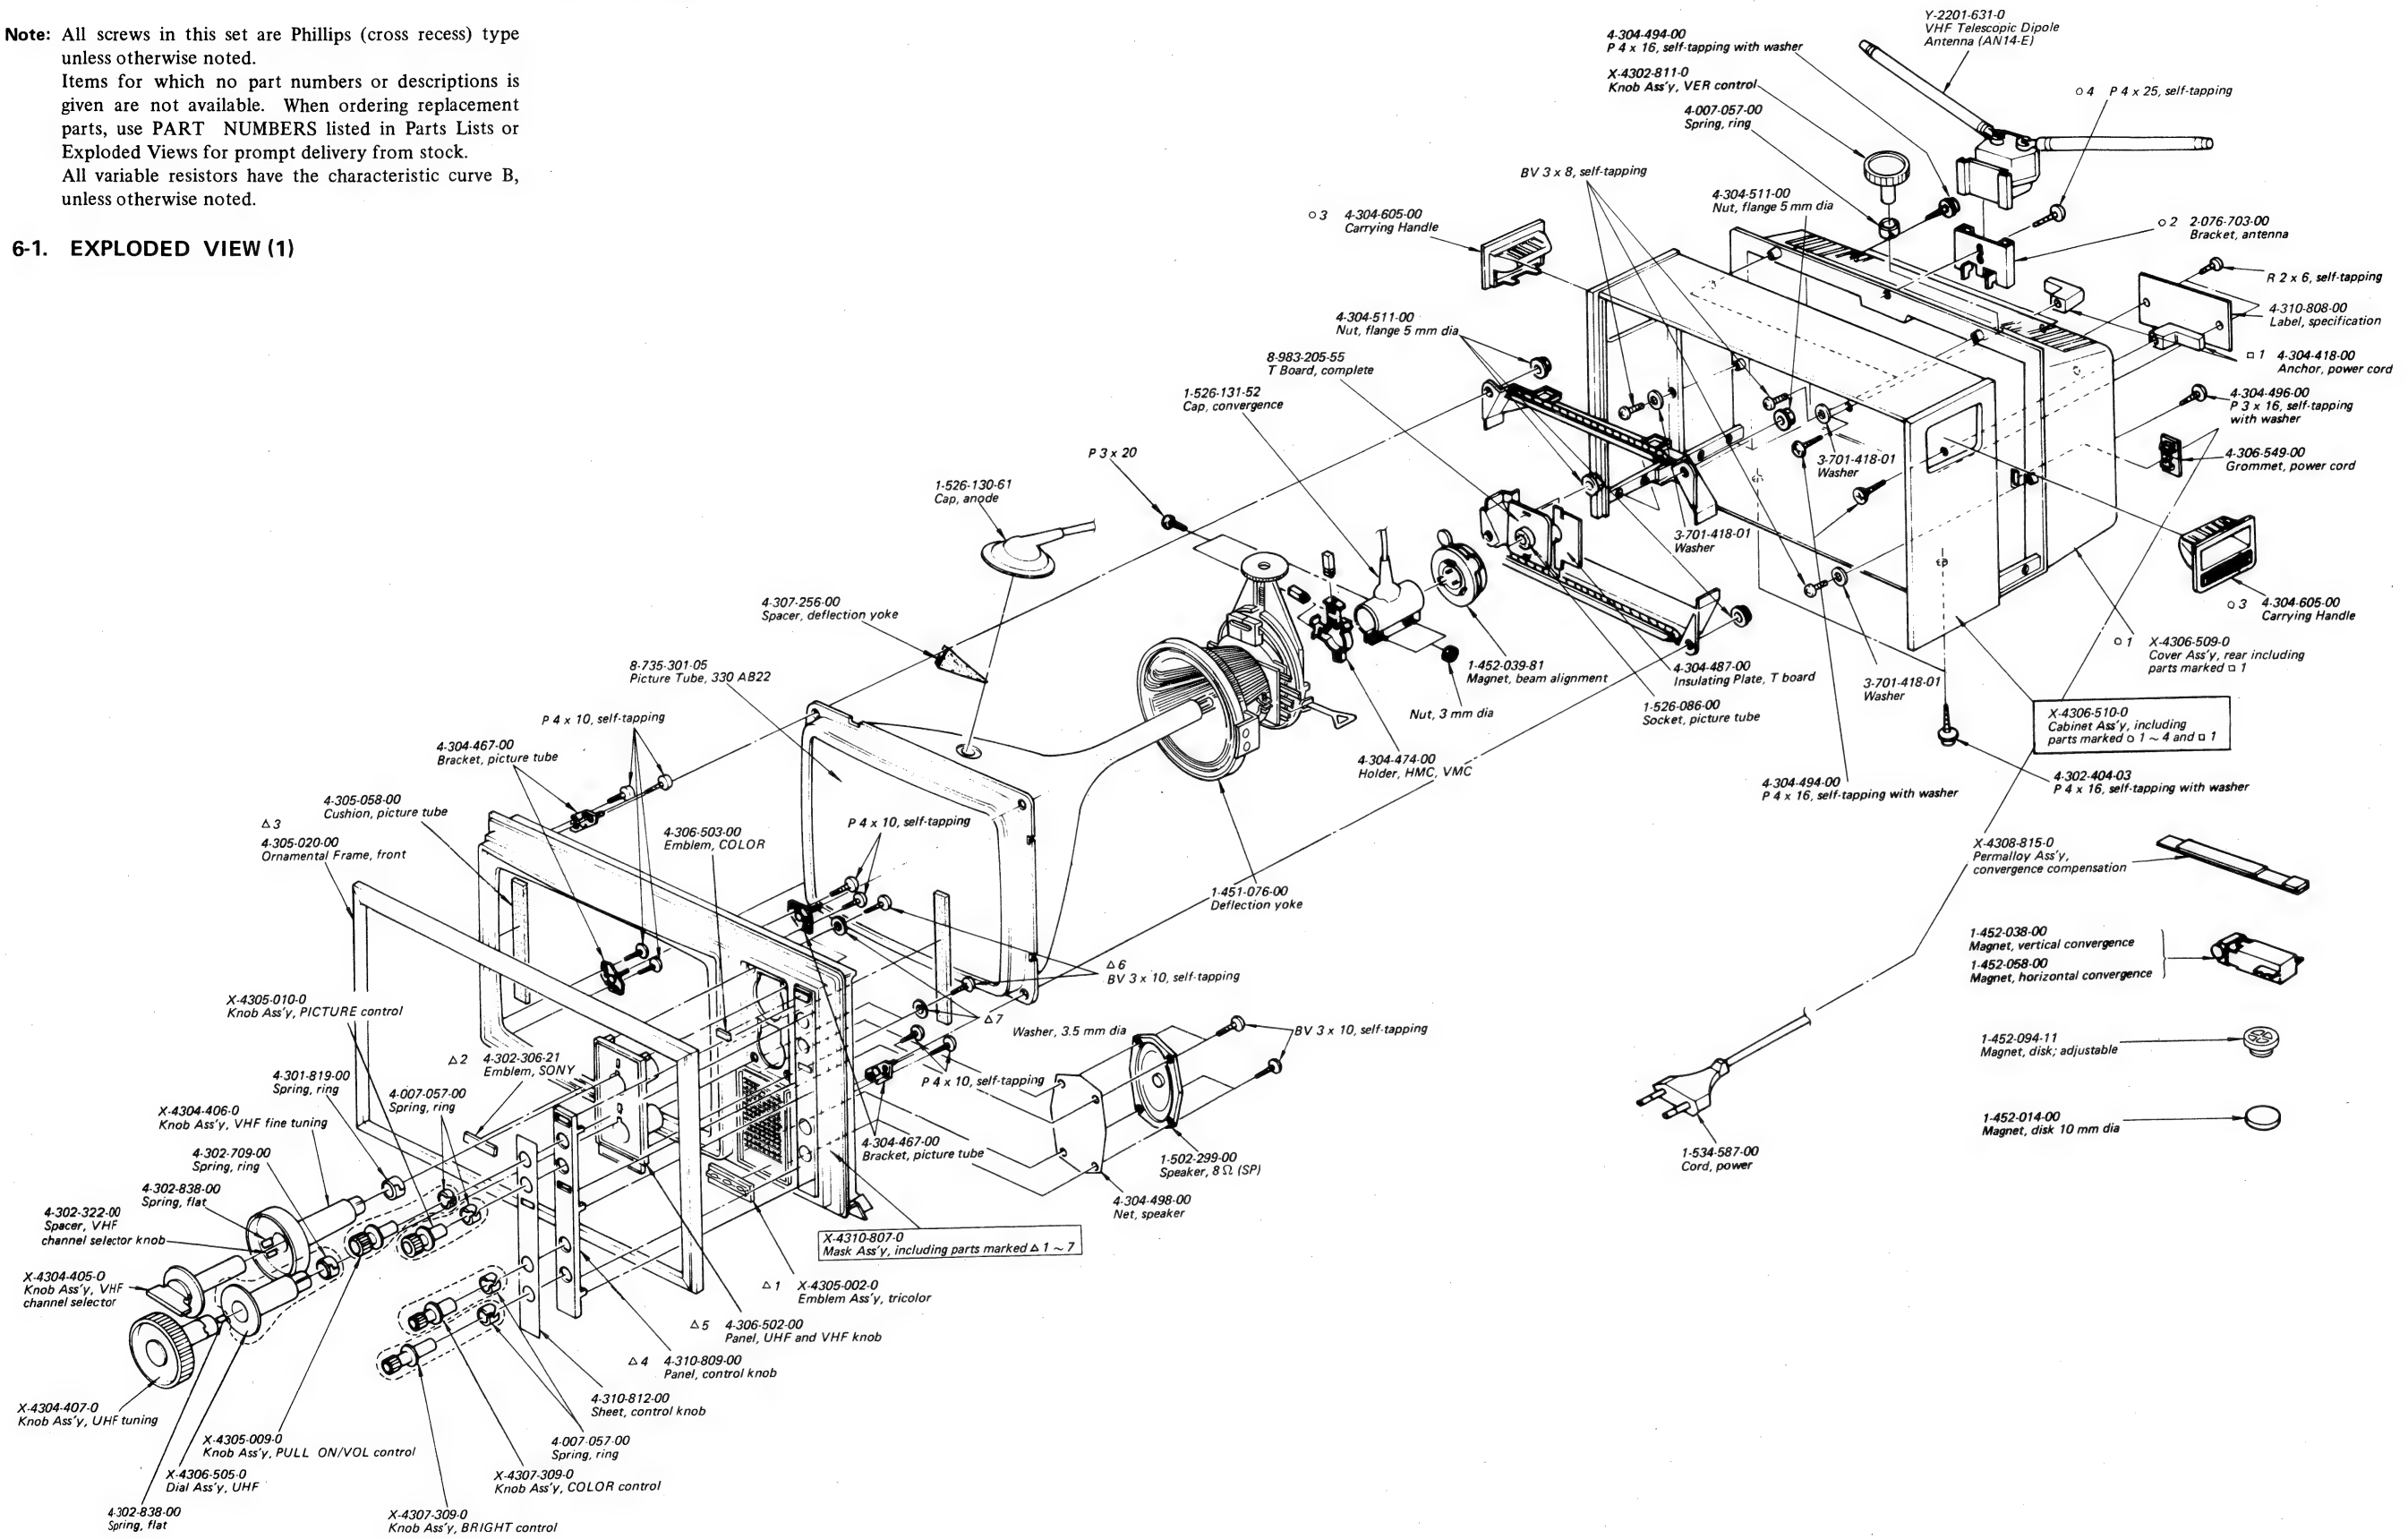 Note: All screws in this set are Phillips (cross recess) type
unless otherwise noted.
Items for which no part numbers or descriptions is
given are not available. When ordering replacement
parts, use PART NUMBERS listed in Parts Lists or
Exploded Views for prompt delivery from stock.
All variable resistors have the characteristic curve B,
unless otherwise noted.
6-1. EXPLODED VIEW (1)
Y-2201-631-0
VHF Telescopic Dipole
Antenna (AN14-E)
4-304-494-00
P 4 x 16, self-tapping with washer
X-4302-811-0
Knob Ass'y, VER control
4-007-057-00
Spring, ring
○ 4 P 4 x 25, self-tapping
BV 3 x 8, self-tapping
4-304-511-00
Nut, flange 5 mm dia
○ 3 4-304-605-00
Carrying Handle
○ 2 2-076-703-00
Bracket, antenna
R 2 x 6, self-tapping
4-310-808-00
Label, specification
□ 1 4-304-418-00
Anchor, power cord
4-304-496-00
P 3 x 16, self-tapping
with washer
4-306-549-00
Grommet, power cord
4-304-511-00
Nut, flange 5 mm dia
8-983-205-55
T Board, complete
1-526-131-52
Cap, convergence
P 3 x 20
1-526-130-61
Cap, anode
3-701-418-01
Washer
3-701-418-01
Washer
○ 3 4-304-605-00
Carrying Handle
○ 1 X-4306-509-0
Cover Ass'y, rear including
parts marked □ 1
3-701-418-01
Washer
4-307-256-00
Spacer, deflection yoke
8-735-301-05
Picture Tube, 330 AB22
1-452-039-81
Magnet, beam alignment
4-304-487-00
Insulating Plate, T board
1-526-086-00
Socket, picture tube
Nut, 3 mm dia
X-4306-510-0
Cabinet Ass'y, including
parts marked ○ 1 ~ 4 and □ 1
P 4 x 10, self-tapping
4-304-467-00
Bracket, picture tube
4-304-474-00
Holder, HMC, VMC
4-304-494-00
P 4 x 16, self-tapping with washer
4-302-404-03
P 4 x 16, self-tapping with washer
4-305-058-00
Cushion, picture tube
△ 3
4-305-020-00
Ornamental Frame, front
4-306-503-00
Emblem, COLOR
P 4 x 10, self-tapping
X-4308-815-0
Permalloy Ass'y,
convergence compensation
1-451-076-00
Deflection yoke
1-452-038-00
Magnet, vertical convergence
1-452-058-00
Magnet, horizontal convergence
△ 6
BV 3 x 10, self-tapping
X-4305-010-0
Knob Ass'y, PICTURE control
△ 7
Washer, 3.5 mm dia
BV 3 x 10, self-tapping
1-452-094-11
Magnet, disk; adjustable
△ 2 4-302-306-21
Emblem, SONY
4-301-819-00
Spring, ring
4-007-057-00
Spring, ring
P 4 x 10, self-tapping
X-4304-406-0
Knob Ass'y, VHF fine tuning
1-452-014-00
Magnet, disk 10 mm dia
4-304-467-00
Bracket, picture tube
4-302-709-00
Spring, ring
1-502-299-00
Speaker, 8 Ω (SP)
1-534-587-00
Cord, power
4-302-838-00
Spring, flat
4-304-498-00
Net, speaker
4-302-322-00
Spacer, VHF
channel selector knob
X-4310-807-0
Mask Ass'y, including parts marked △ 1 ~ 7
X-4304-405-0
Knob Ass'y, VHF
channel selector
△ 1 X-4305-002-0
Emblem Ass'y, tricolor
△ 5 4-306-502-00
Panel, UHF and VHF knob
△ 4 4-310-809-00
Panel, control knob
4-310-812-00
Sheet, control knob
X-4304-407-0
Knob Ass'y, UHF tuning
X-4305-009-0
Knob Ass'y, PULL ON/VOL control
4-007-057-00
Spring, ring
X-4306-505-0
Dial Ass'y, UHF
X-4307-309-0
Knob Ass'y, COLOR control
4-302-838-00
Spring, flat
X-4307-309-0
Knob Ass'y, BRIGHT control